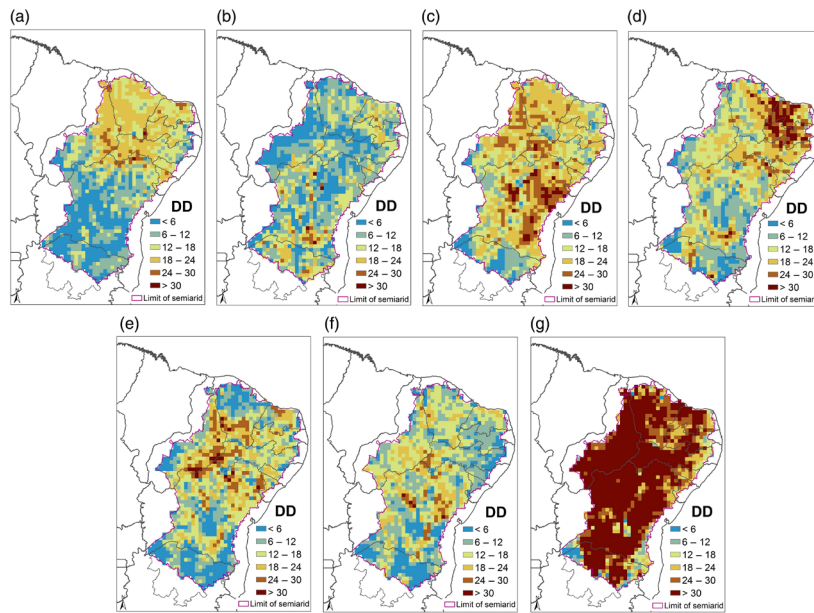 (a)
DD
< 6
6 – 12
12 – 18
18 – 24
24 – 30
> 30
Limit of semiarid
(b)
DD
< 6
6 – 12
12 – 18
18 – 24
24 – 30
> 30
Limit of semiarid
(c)
DD
< 6
6 – 12
12 – 18
18 – 24
24 – 30
> 30
Limit of semiarid
(d)
DD
< 6
6 – 12
12 – 18
18 – 24
24 – 30
> 30
Limit of semiarid
(e)
DD
< 6
6 – 12
12 – 18
18 – 24
24 – 30
> 30
Limit of semiarid
(f)
DD
< 6
6 – 12
12 – 18
18 – 24
24 – 30
> 30
Limit of semiarid
(g)
DD
< 6
6 – 12
12 – 18
18 – 24
24 – 30
> 30
Limit of semiarid